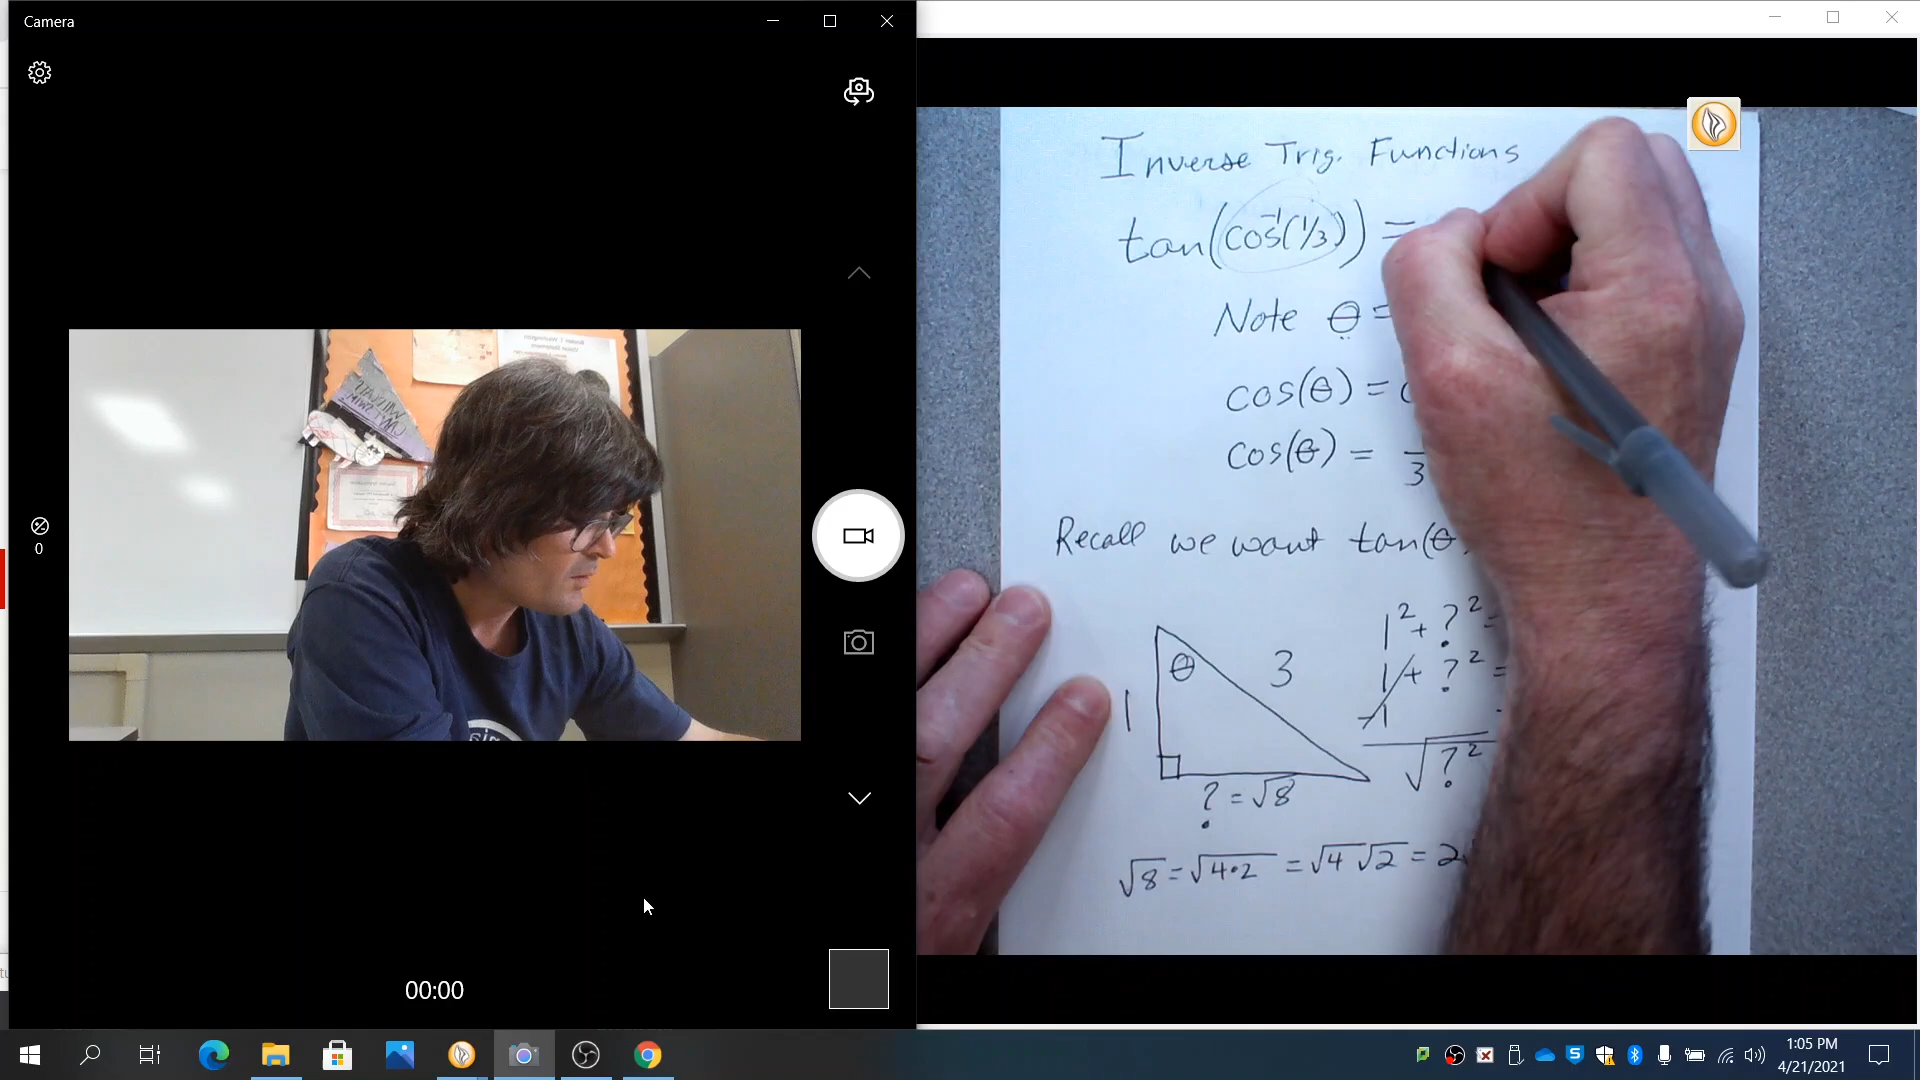 Camera
0
00:00
Inverse Trig. Functions
tan(cos⁻¹(1/3)) =
Note θ =
cos(θ) =
cos(θ) = 3
Recall we want tan(θ
1² + ?² =
1 + ?² =
-1
√?²
θ 3
1
? = √8
√8 = √4·2 = √4 √2 = 2
1:05 PM
4/21/2021